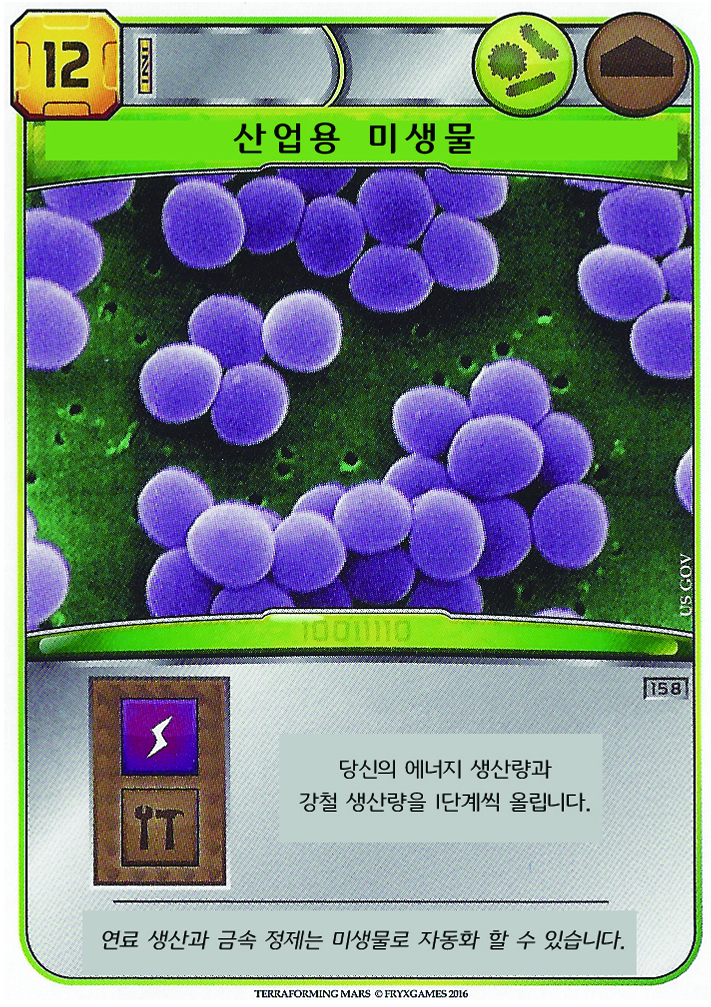 12
INI
산업용 미생물
US GOV
10011110
158
당신의 에너지 생산량과
강철 생산량을 1단계씩 올립니다.
연료 생산과 금속 정제는 미생물로 자동화 할 수 있습니다.
TERRAFORMING MARS © FRYXGAMES 2016